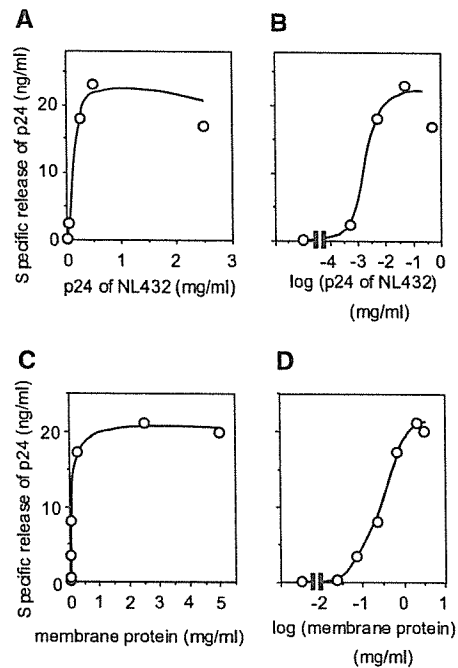 A
B
Specific release of p24 (ng/ml)
20
10
0
0 1 2 3
-4 -3 -2 -1 0
p24 of NL432 (mg/ml)
log (p24 of NL432)
(mg/ml)
C
D
Specific release of p24 (ng/ml)
20
10
0
0 1 2 3 4 5
-2 -1 0 1
membrane protein (mg/ml)
log (membrane protein)
(mg/ml)